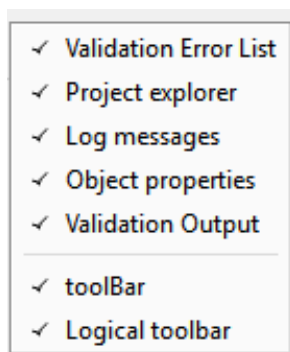 Validation Error List
Project explorer
Log messages
Object properties
Validation Output
toolBar
Logical toolbar